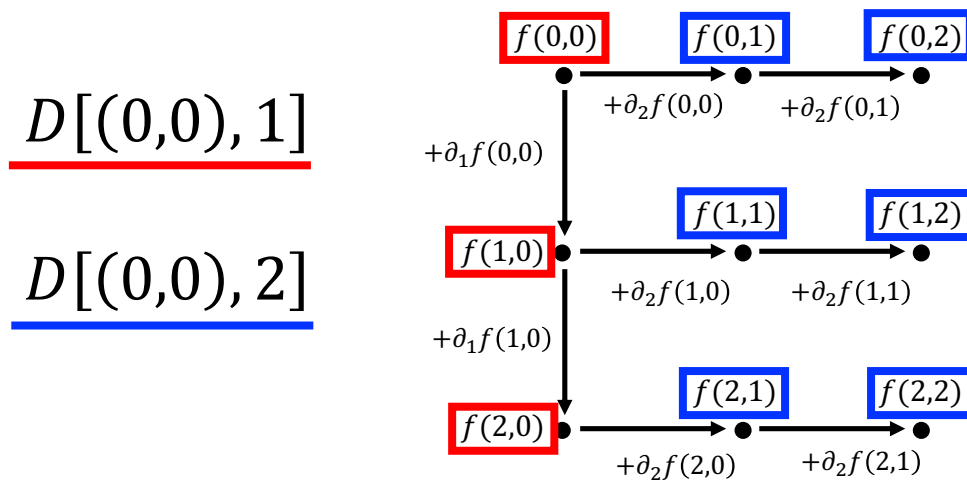 D[(0,0), 1]
D[(0,0), 2]
f(0,0) f(0,1) f(0,2)
+∂₂f(0,0) +∂₂f(0,1)
+∂₁f(0,0)
f(1,0) f(1,1) f(1,2)
+∂₂f(1,0) +∂₂f(1,1)
+∂₁f(1,0)
f(2,0) f(2,1) f(2,2)
+∂₂f(2,0) +∂₂f(2,1)